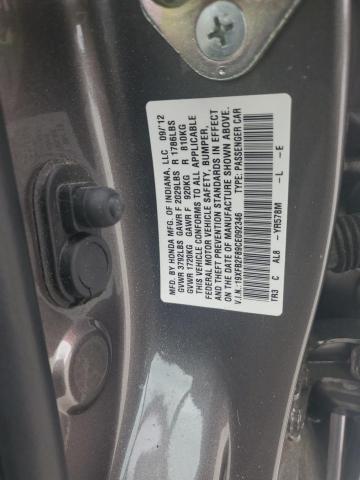 MFD. BY HONDA MFG. OF INDIANA, LLC 09/12
GVWR 3792LBS GAWR F 2029LBS R 1786LBS
GVWR 1720KG GAWR F 920KG R 810KG
THIS VEHICLE CONFORMS TO ALL APPLICABLE
FEDERAL MOTOR VEHICLE SAFETY, BUMPER,
AND THEFT PREVENTION STANDARDS IN EFFECT
ON DATE OF MANUFACTURE SHOWN ABOVE.
V.I.N.: 19XFB2F86CE092346 TYPE: PASSENGER CAR
TR3 C AL8 -YR578M -L -E